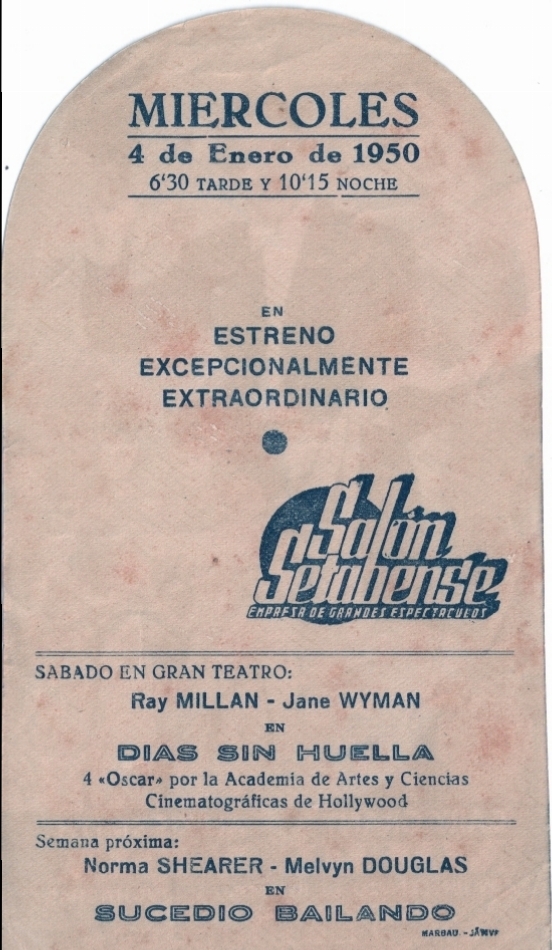 MIERCOLES
4 de Enero de 1950
6'30 TARDE Y 10'15 NOCHE
EN
ESTRENO
EXCEPCIONALMENTE
EXTRAORDINARIO
Salón
Setabense
EMPRESA DE GRANDES ESPECTACULOS
SABADO EN GRAN TEATRO:
Ray MILLAN - Jane WYMAN
EN
DIAS SIN HUELLA
4 «Oscar» por la Academia de Artes y Ciencias
Cinematográficas de Hollywood
Semana próxima:
Norma SHEARER - Melvyn DOUGLAS
EN
SUCEDIO BAILANDO
MARBAU. -